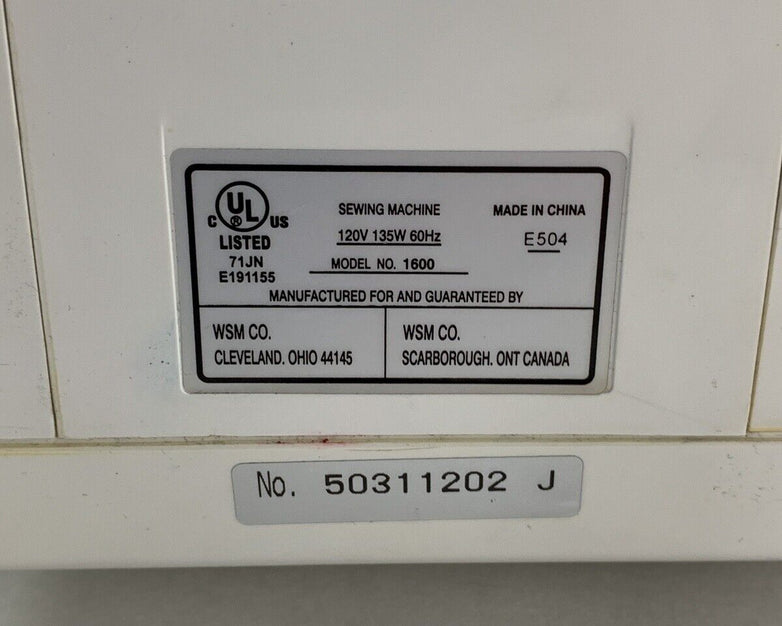 C UL ® US
LISTED
71JN
E191155
SEWING MACHINE
120V 135W 60Hz
MODEL NO. 1600
MADE IN CHINA
E504
MANUFACTURED FOR AND GUARANTEED BY
WSM CO.
CLEVELAND. OHIO 44145
WSM CO.
SCARBOROUGH. ONT CANADA
No. 50311202 J